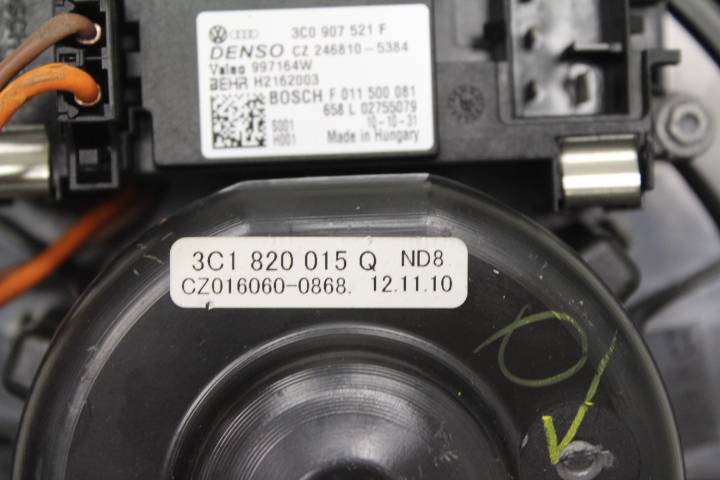 3C0 907 521 F
DENSO CZ 246810-5384
Valeo 997164W
BEHR H2162003
BOSCH F 011 500 081
658 L 02755079
S001 10-10-31
H001 Made in Hungary
3C1 820 015 Q ND8
CZ016060-0868. 12.11.10